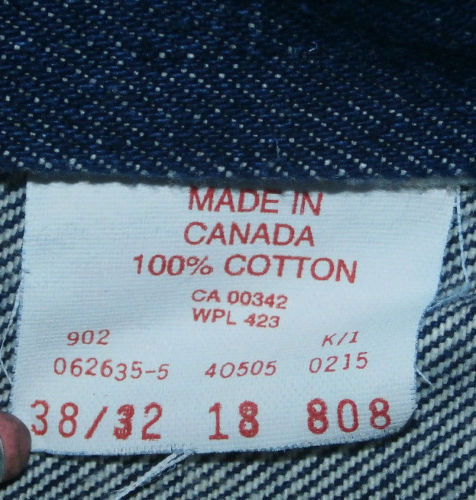 MADE IN
CANADA
100% COTTON
CA 00342
WPL 423
902 K/1
062635-5 40505 0215
38/32 18 808